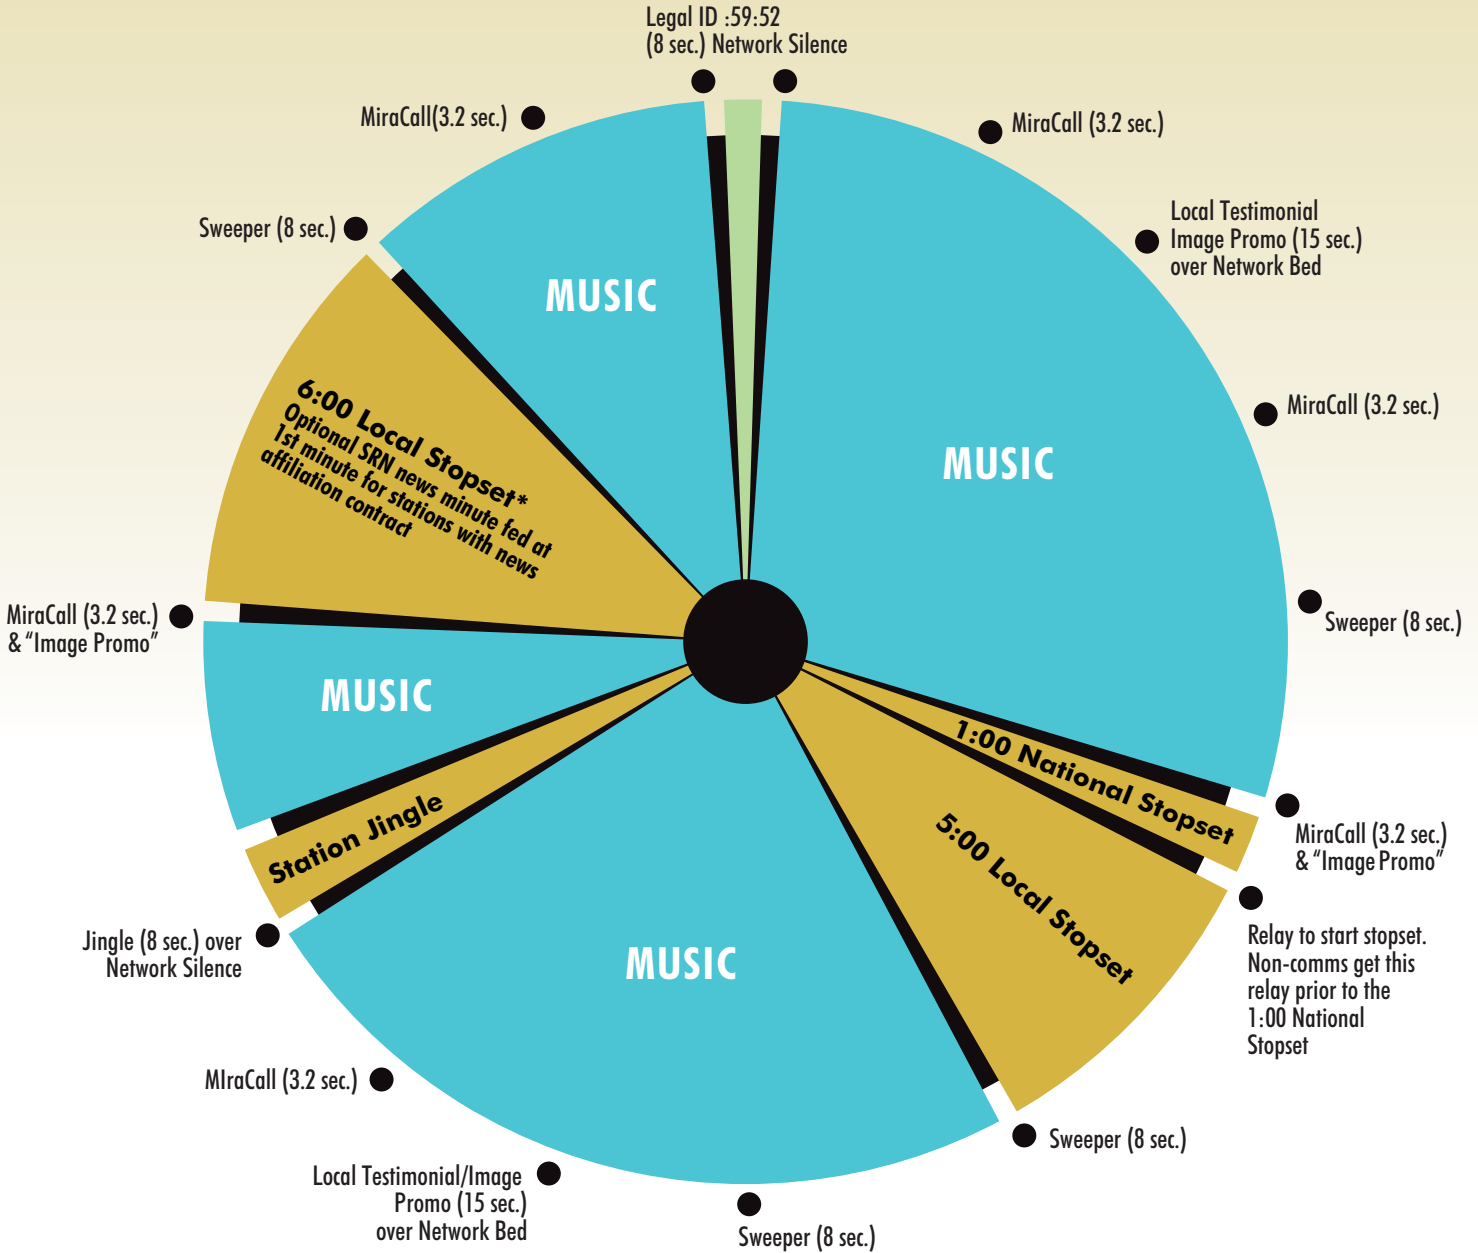 Legal ID :59:52
(8 sec.) Network Silence
MiraCall(3.2 sec.)
MiraCall (3.2 sec.)
Local Testimonial
Image Promo (15 sec.)
over Network Bed
Sweeper (8 sec.)
MUSIC
MiraCall (3.2 sec.)
MUSIC
6:00 Local Stopset*
Optional SRN news minute fed at
1st minute for stations with news
affiliation contract
MiraCall (3.2 sec.)
& “Image Promo”
Sweeper (8 sec.)
MUSIC
1:00 National Stopset
MiraCall (3.2 sec.)
& “Image Promo”
5:00 Local Stopset
Station Jingle
Jingle (8 sec.) over
Network Silence
Relay to start stopset.
Non-comms get this
relay prior to the
1:00 National
Stopset
MUSIC
MIraCall (3.2 sec.)
Sweeper (8 sec.)
Local Testimonial/Image
Promo (15 sec.)
over Network Bed
Sweeper (8 sec.)